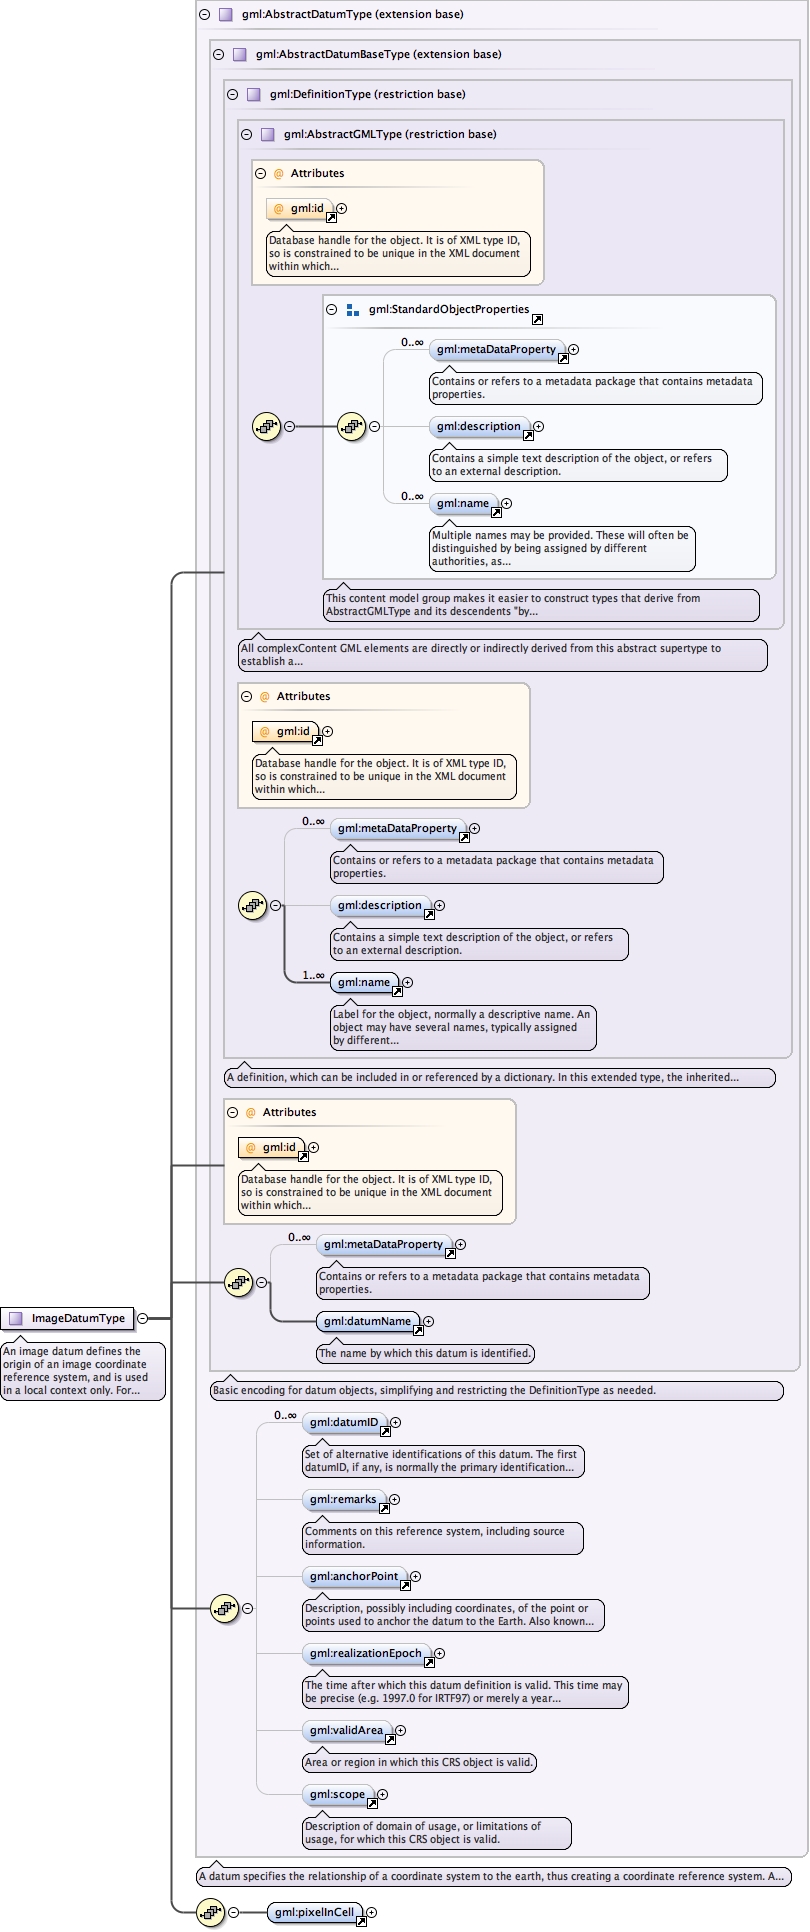 gml:AbstractDatumType (extension base)
gml:AbstractDatumBaseType (extension base)
gml:DefinitionType (restriction base)
gml:AbstractGMLType (restriction base)
@ Attributes
@ gml:id
Database handle for the object. It is of XML type ID,
so is constrained to be unique in the XML document
within which...
gml:StandardObjectProperties
0..∞
gml:metaDataProperty
Contains or refers to a metadata package that contains metadata
properties.
gml:description
Contains a simple text description of the object, or refers
to an external description.
0..∞
gml:name
Multiple names may be provided. These will often be
distinguished by being assigned by different
authorities, as...
This content model group makes it easier to construct types that derive from
AbstractGMLType and its descendents "by...
All complexContent GML elements are directly or indirectly derived from this abstract supertype to
establish a...
@ Attributes
@ gml:id
Database handle for the object. It is of XML type ID,
so is constrained to be unique in the XML document
within which...
0..∞
gml:metaDataProperty
Contains or refers to a metadata package that contains metadata
properties.
gml:description
Contains a simple text description of the object, or refers
to an external description.
1..∞
gml:name
Label for the object, normally a descriptive name. An
object may have several names, typically assigned
by different...
A definition, which can be included in or referenced by a dictionary. In this extended type, the inherited...
@ Attributes
@ gml:id
Database handle for the object. It is of XML type ID,
so is constrained to be unique in the XML document
within which...
0..∞
gml:metaDataProperty
Contains or refers to a metadata package that contains metadata
properties.
gml:datumName
The name by which this datum is identified.
ImageDatumType
An image datum defines the
origin of an image coordinate
reference system, and is used
in a local context only. For...
Basic encoding for datum objects, simplifying and restricting the DefinitionType as needed.
0..∞
gml:datumID
Set of alternative identifications of this datum. The first
datumID, if any, is normally the primary identification...
gml:remarks
Comments on this reference system, including source
information.
gml:anchorPoint
Description, possibly including coordinates, of the point or
points used to anchor the datum to the Earth. Also known...
gml:realizationEpoch
The time after which this datum definition is valid. This time may
be precise (e.g. 1997.0 for IRTF97) or merely a year...
gml:validArea
Area or region in which this CRS object is valid.
gml:scope
Description of domain of usage, or limitations of
usage, for which this CRS object is valid.
A datum specifies the relationship of a coordinate system to the earth, thus creating a coordinate reference system. A...
gml:pixelInCell